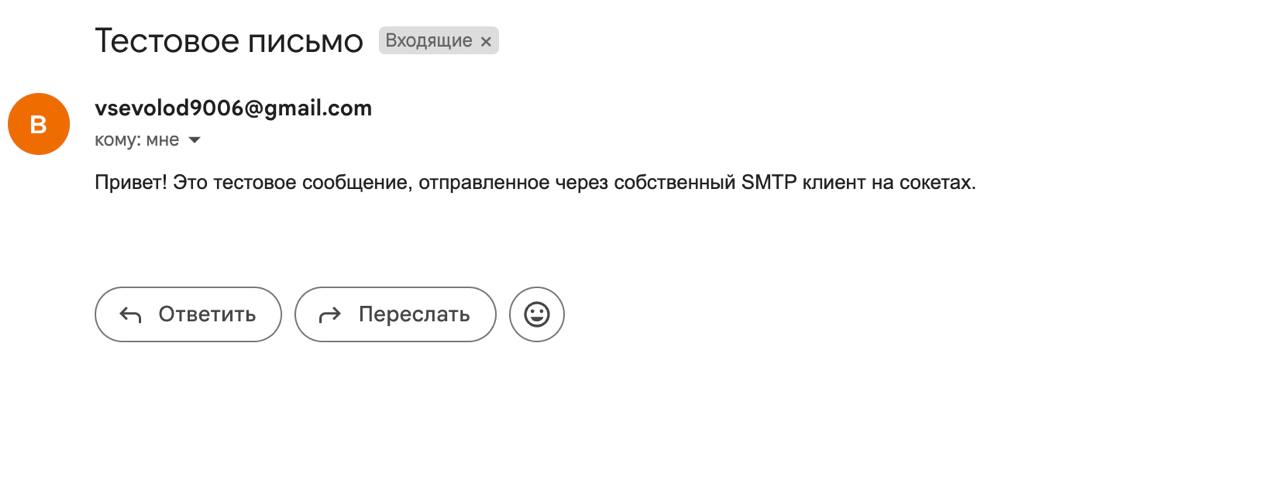 Тестовое письмо Входящие ×
В
vsevolod9006@gmail.com
кому: мне
Привет! Это тестовое сообщение, отправленное через собственный SMTP клиент на сокетах.
Ответить Переслать